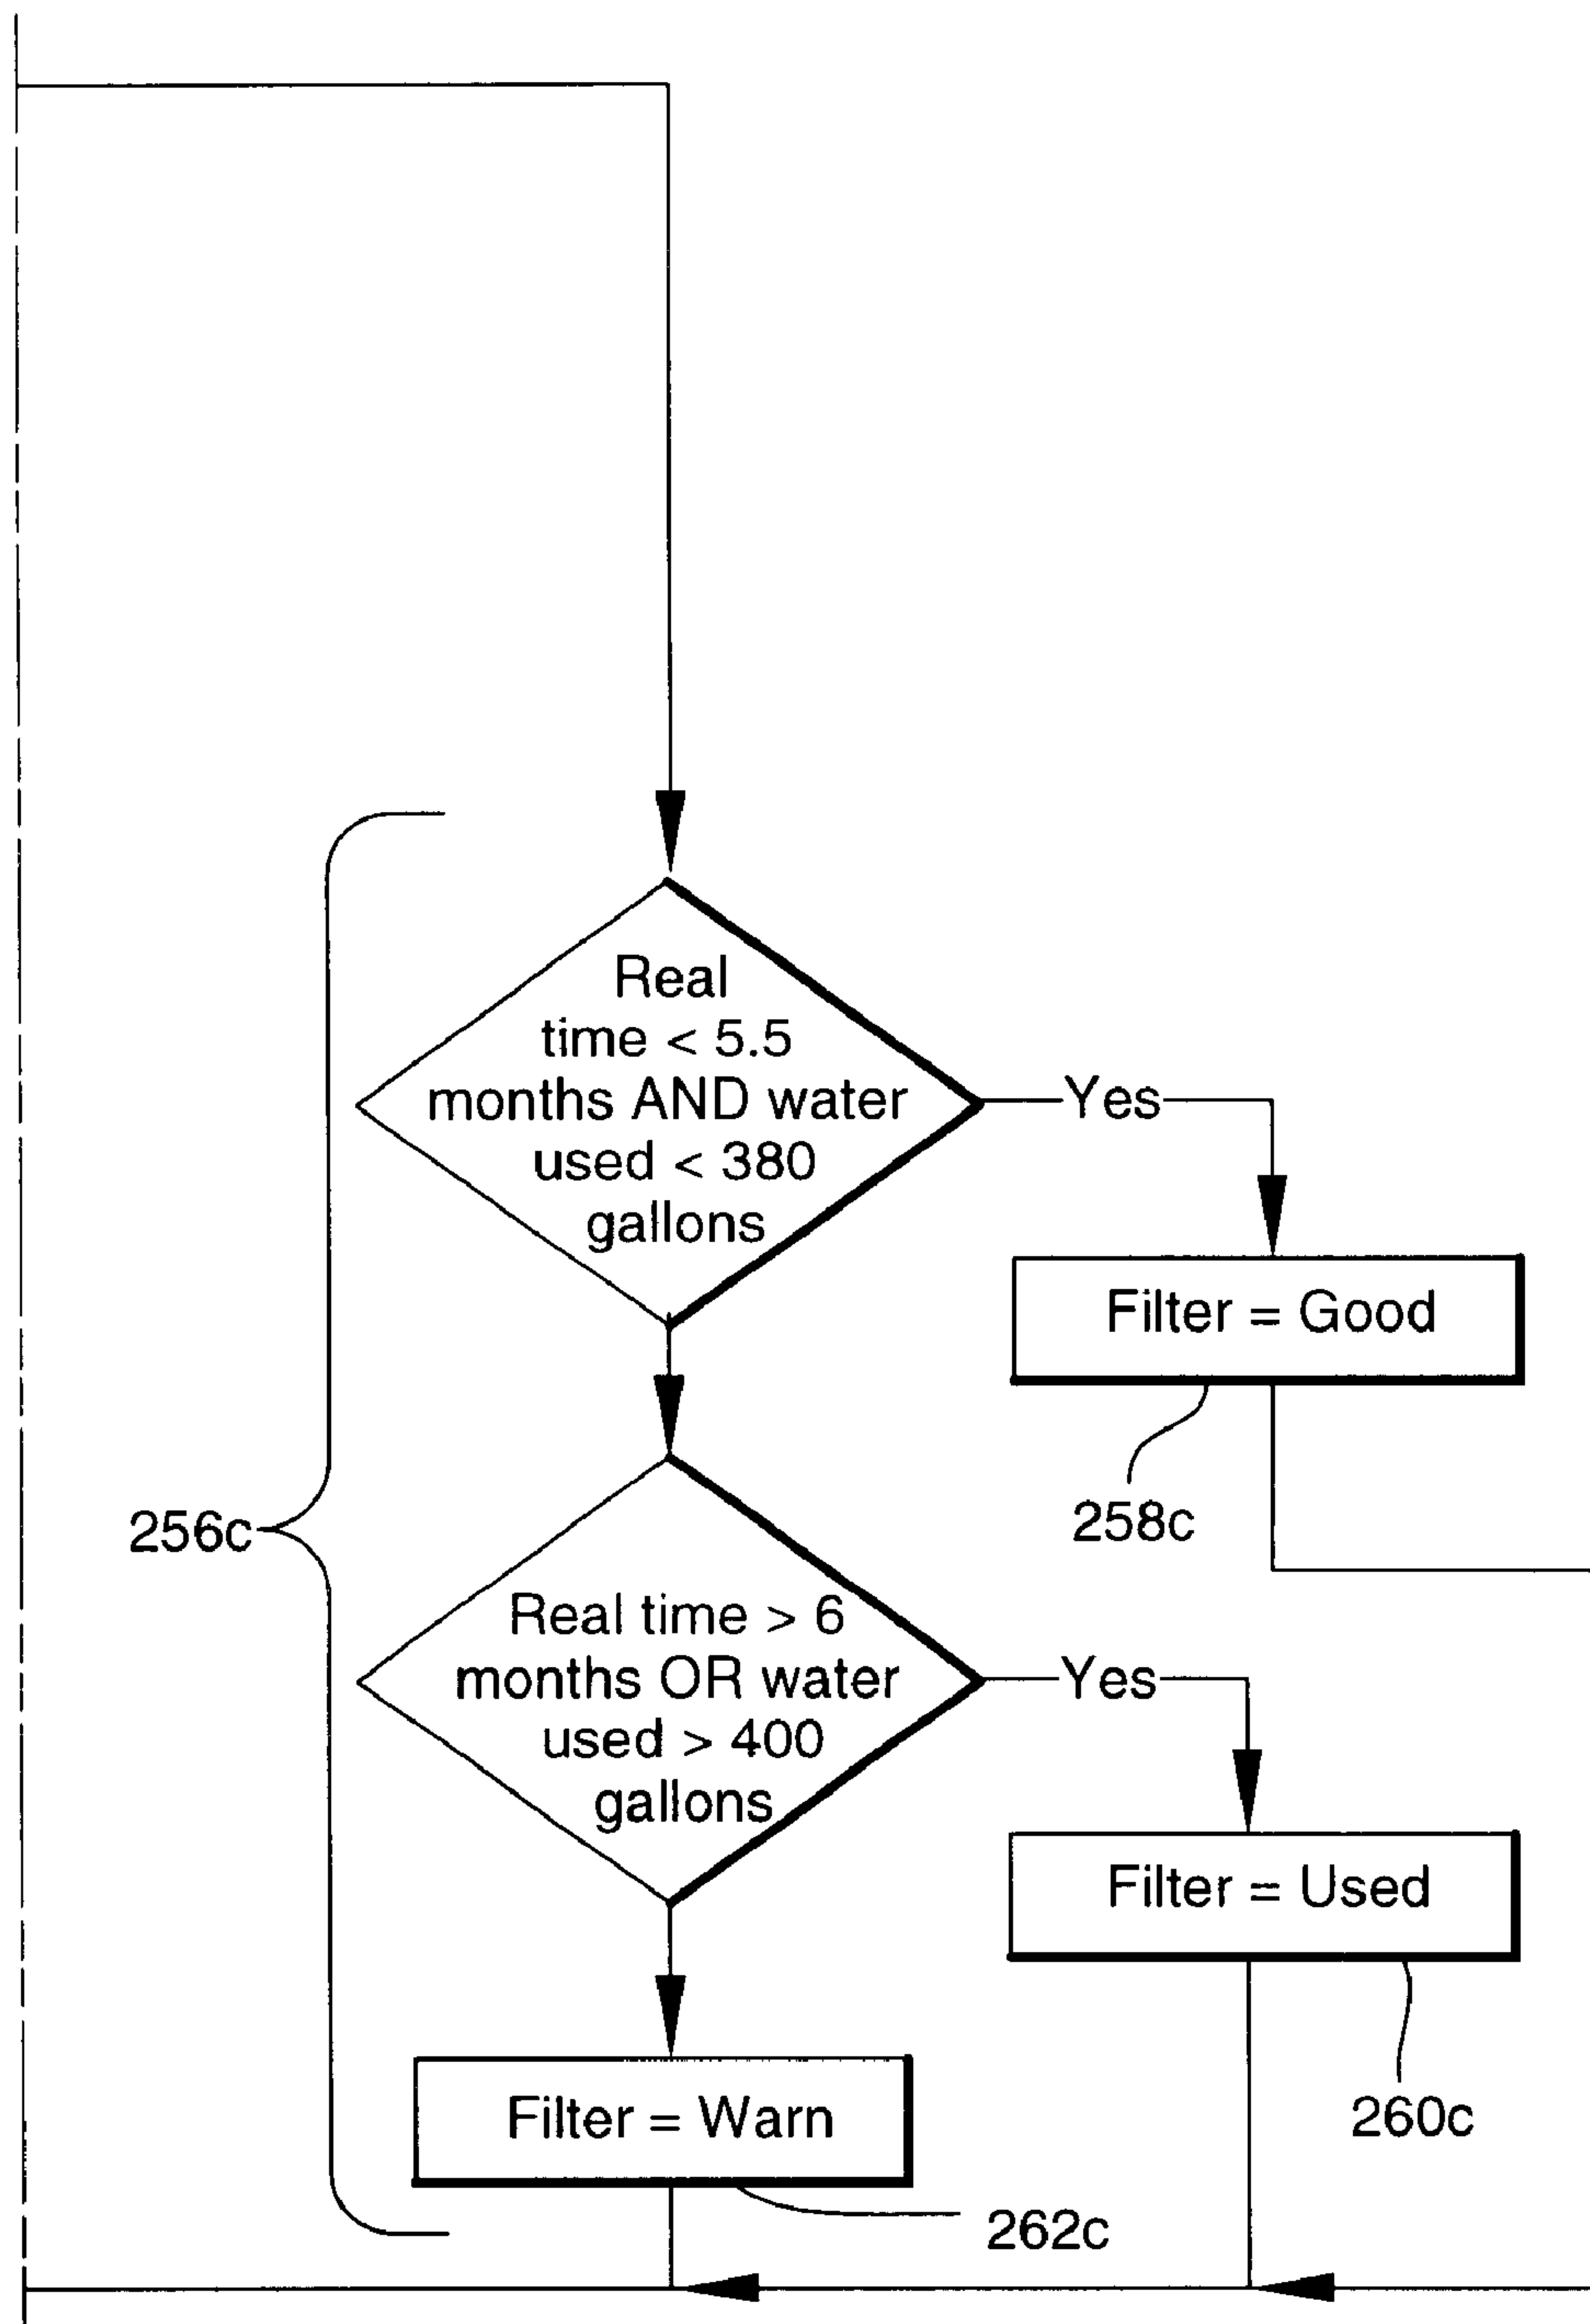 Real
time < 5.5
months AND water
used < 380
gallons
Yes
Filter = Good
258c
256c
Real time > 6
months OR water
used > 400
gallons
Yes
Filter = Used
260c
Filter = Warn
262c